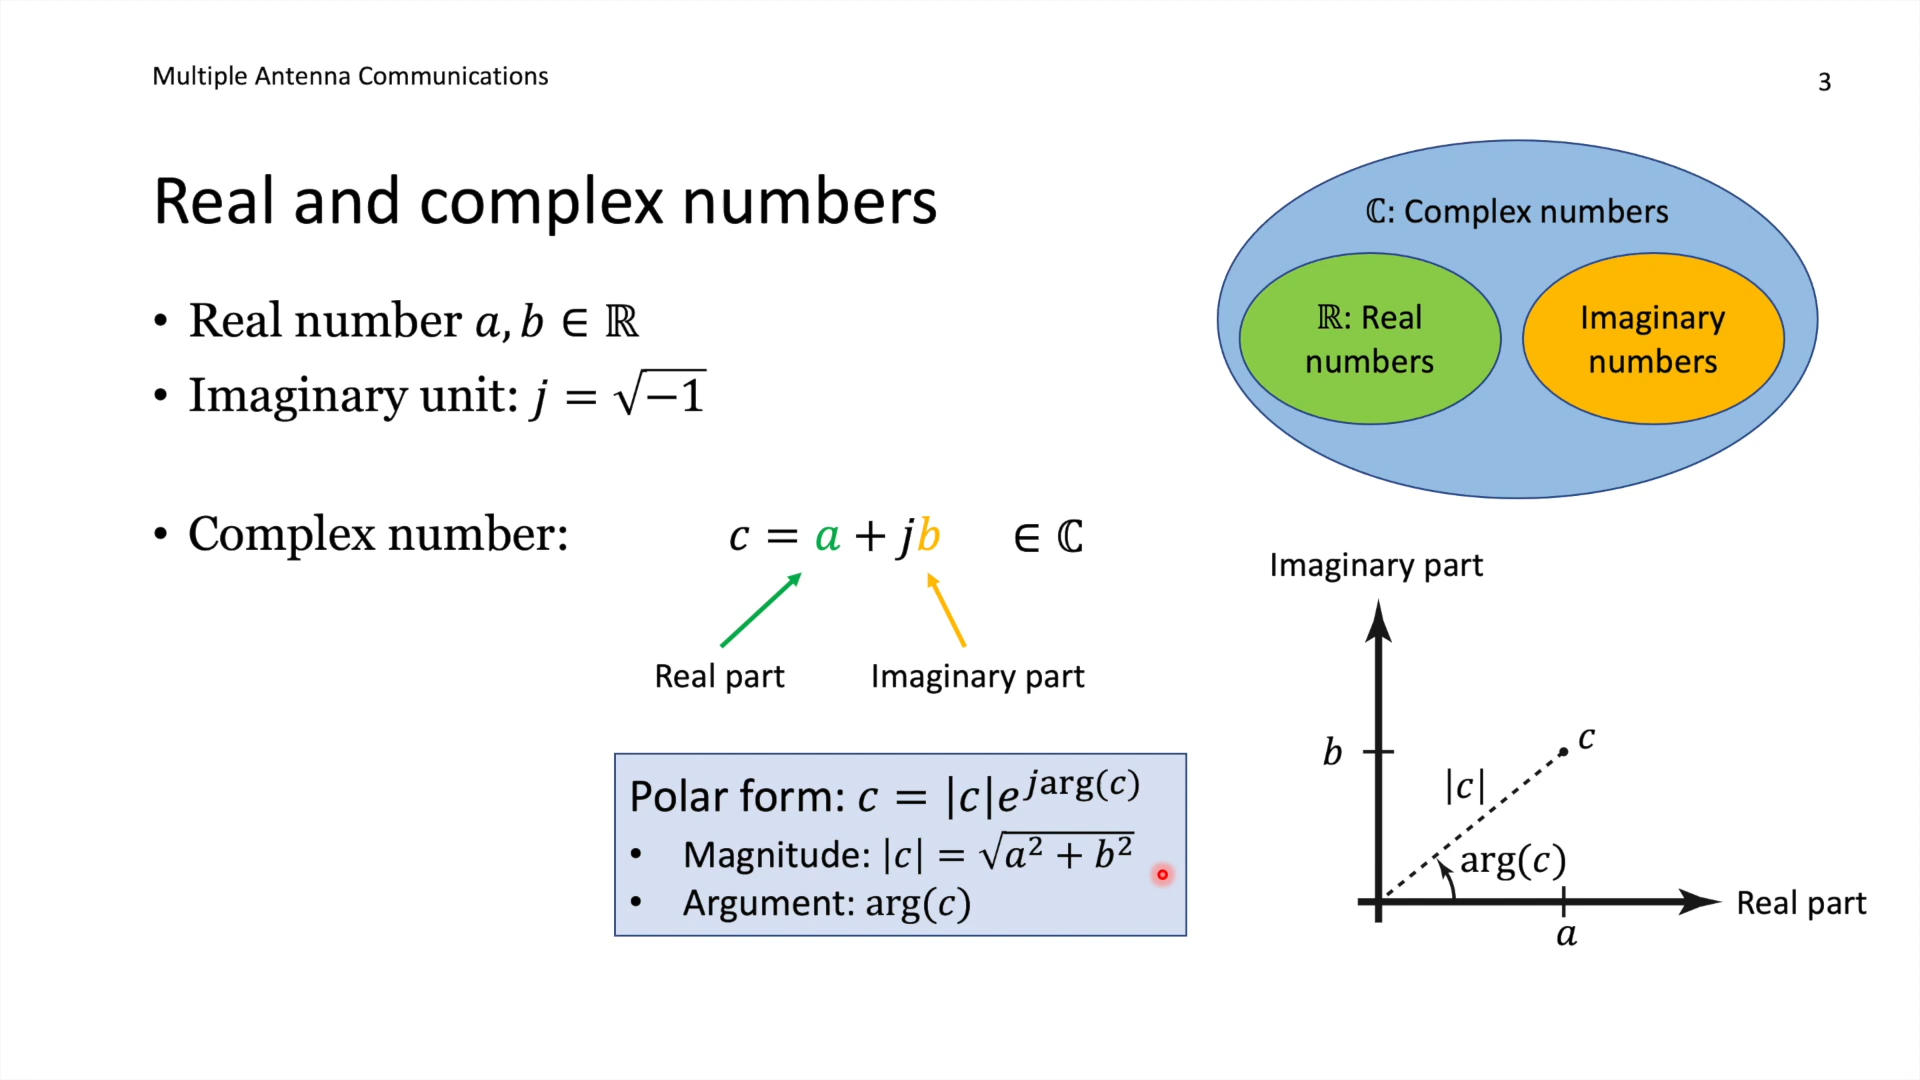 Multiple Antenna Communications
3
Real and complex numbers
• Real number a, b ∈ ℝ
• Imaginary unit: j = √−1
• Complex number: c = a + jb ∈ ℂ
Real part
Imaginary part
Polar form: c = |c|e^{jarg(c)}
• Magnitude: |c| = √a² + b²
• Argument: arg(c)
ℂ: Complex numbers
ℝ: Real
numbers
Imaginary
numbers
Imaginary part
b
c
|c|
arg(c)
Real part
a